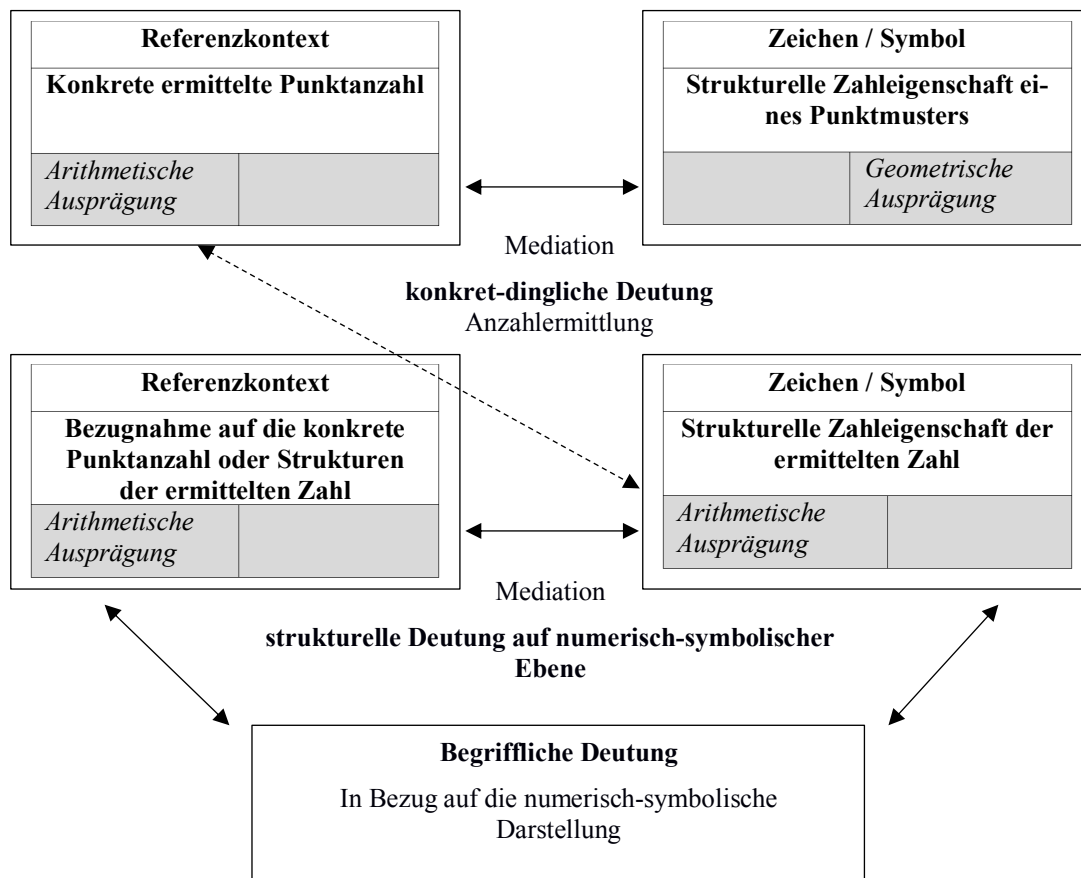 Referenzkontext
Konkrete ermittelte Punktanzahl
Arithmetische
Ausprägung
Zeichen / Symbol
Strukturelle Zahleigenschaft ei-
nes Punktmusters
Geometrische
Ausprägung
Mediation
konkret-dingliche Deutung
Anzahlermittlung
Referenzkontext
Bezugnahme auf die konkrete
Punktanzahl oder Strukturen
der ermittelten Zahl
Arithmetische
Ausprägung
Zeichen / Symbol
Strukturelle Zahleigenschaft der
ermittelten Zahl
Arithmetische
Ausprägung
Mediation
strukturelle Deutung auf numerisch-symbolischer
Ebene
Begriffliche Deutung
In Bezug auf die numerisch-symbolische
Darstellung